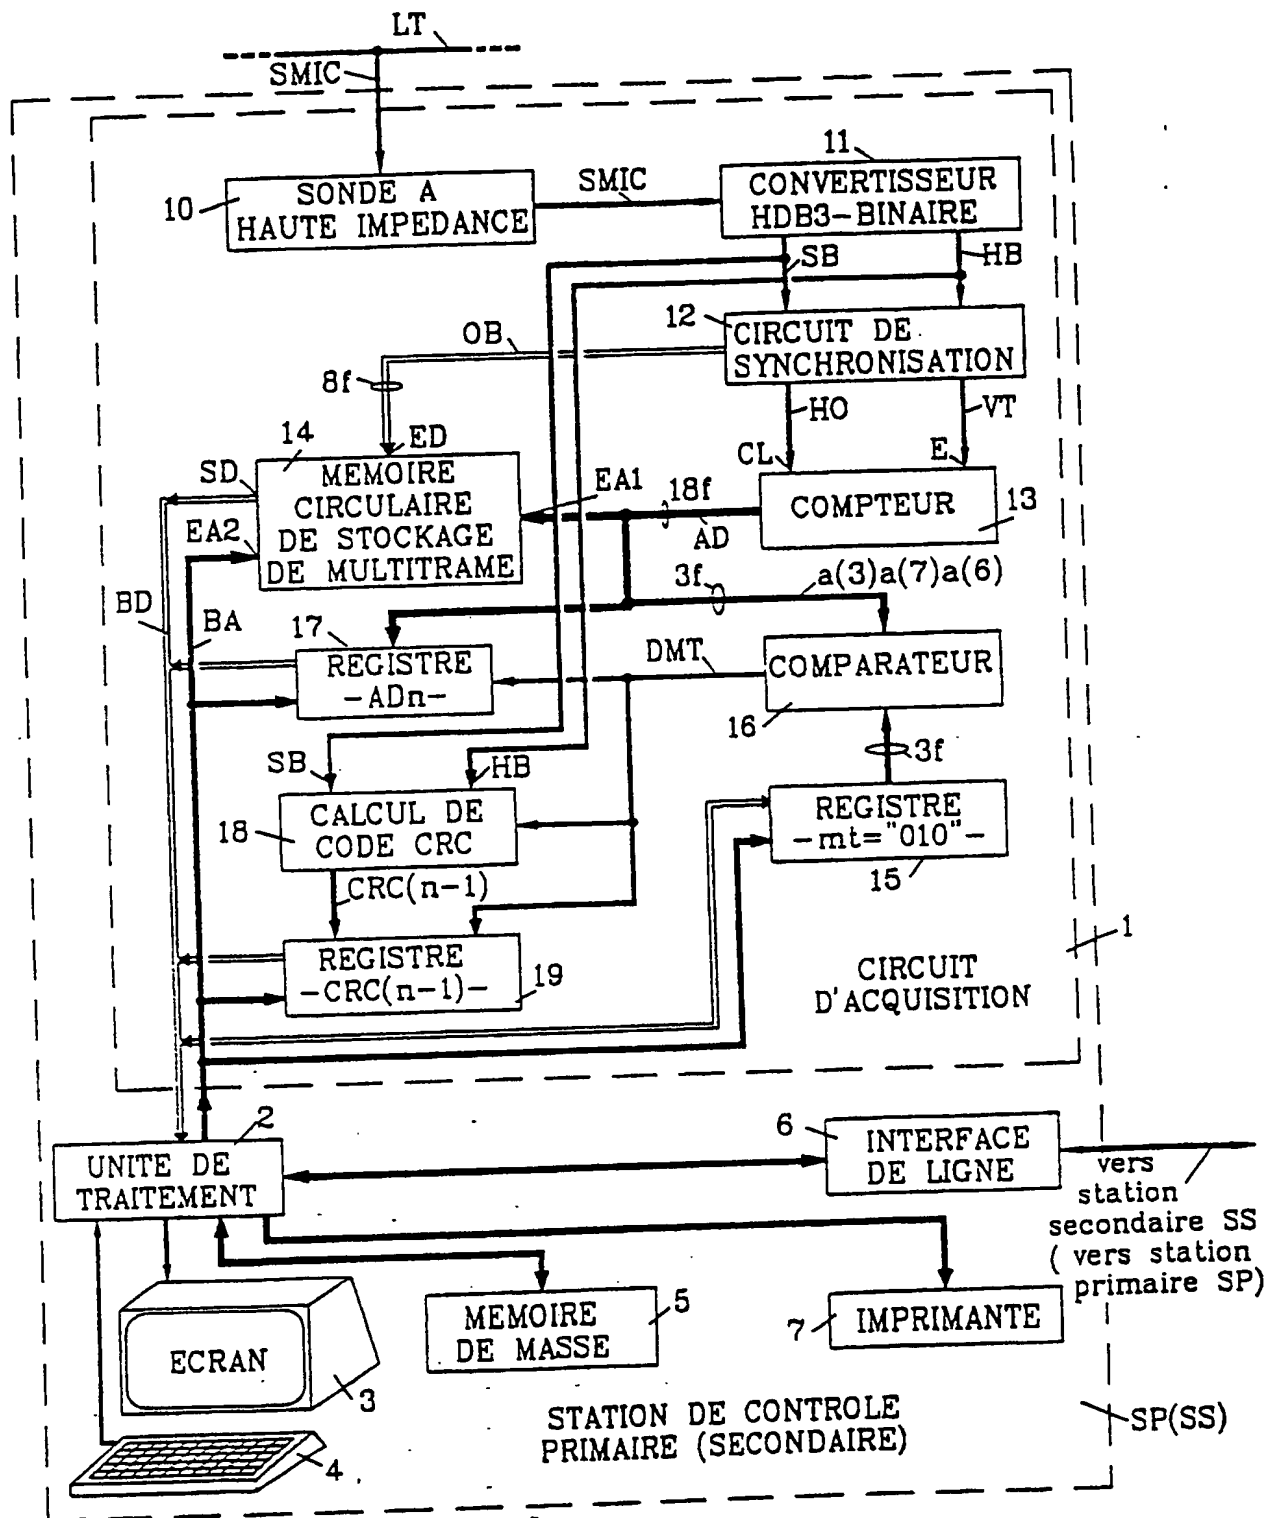 LT
SMIC
10
SONDE A
HAUTE IMPEDANCE
SMIC
11
CONVERTISSEUR
HDB3-BINAIRE
SB
HB
12
CIRCUIT DE
SYNCHRONISATION
OB
8f
HO
VT
14
ED
SD
MEMOIRE
CIRCULAIRE
DE STOCKAGE
DE MULTITRAME
EA1
EA2
CL
E
COMPTEUR
13
18f
AD
3f
a(3)a(7)a(6)
BD
BA
17
REGISTRE
-ADn-
DMT
COMPARATEUR
16
3f
SB
HB
18
CALCUL DE
CODE CRC
REGISTRE
-mt="010"-
15
CRC(n-1)
REGISTRE
-CRC(n-1)-
19
CIRCUIT
D'ACQUISITION
1
2
UNITE DE
TRAITEMENT
6
INTERFACE
DE LIGNE
vers
station
secondaire SS
( vers station
primaire SP)
ECRAN
3
4
MEMOIRE
DE MASSE
5
7
IMPRIMANTE
STATION DE CONTROLE
PRIMAIRE (SECONDAIRE)
SP(SS)